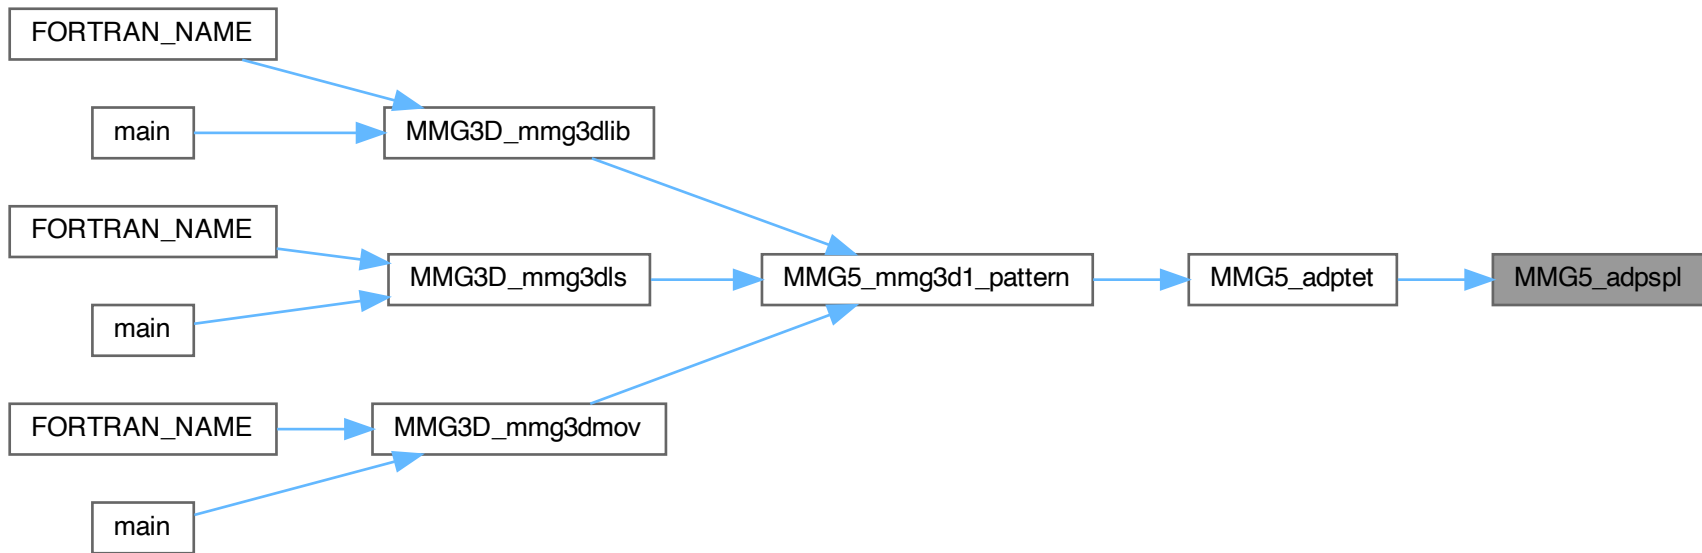 FORTRAN_NAME
main
MMG3D_mmg3dlib
FORTRAN_NAME
main
MMG3D_mmg3dls
MMG5_mmg3d1_pattern
MMG5_adptet
MMG5_adpspl
FORTRAN_NAME
main
MMG3D_mmg3dmov